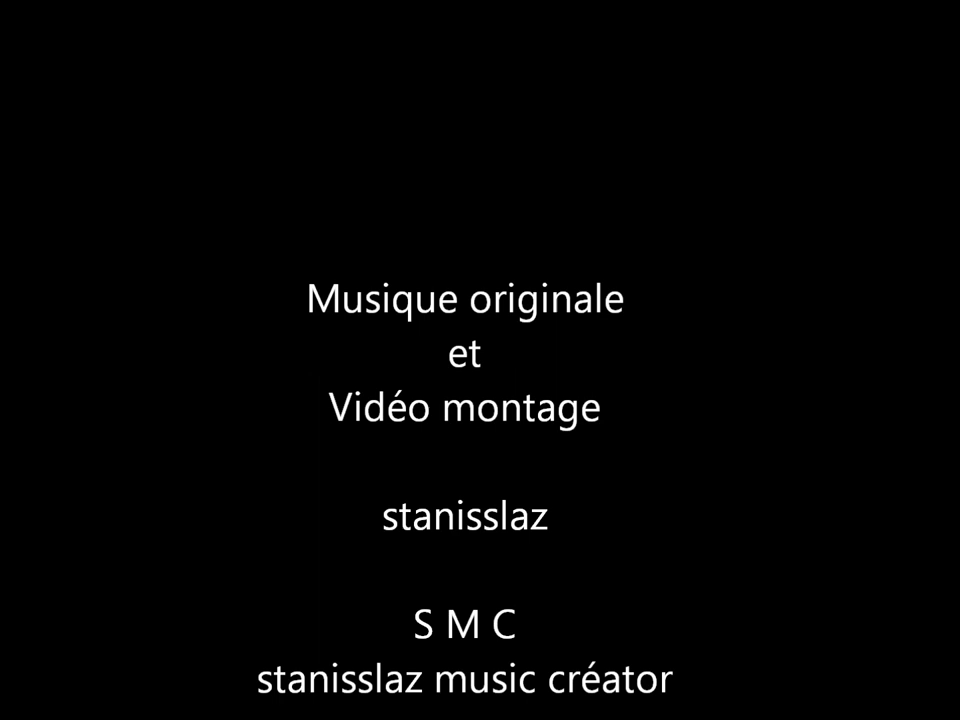 Musique originale
et
Vidéo montage
stanisslaz
S M C
stanisslaz music créator